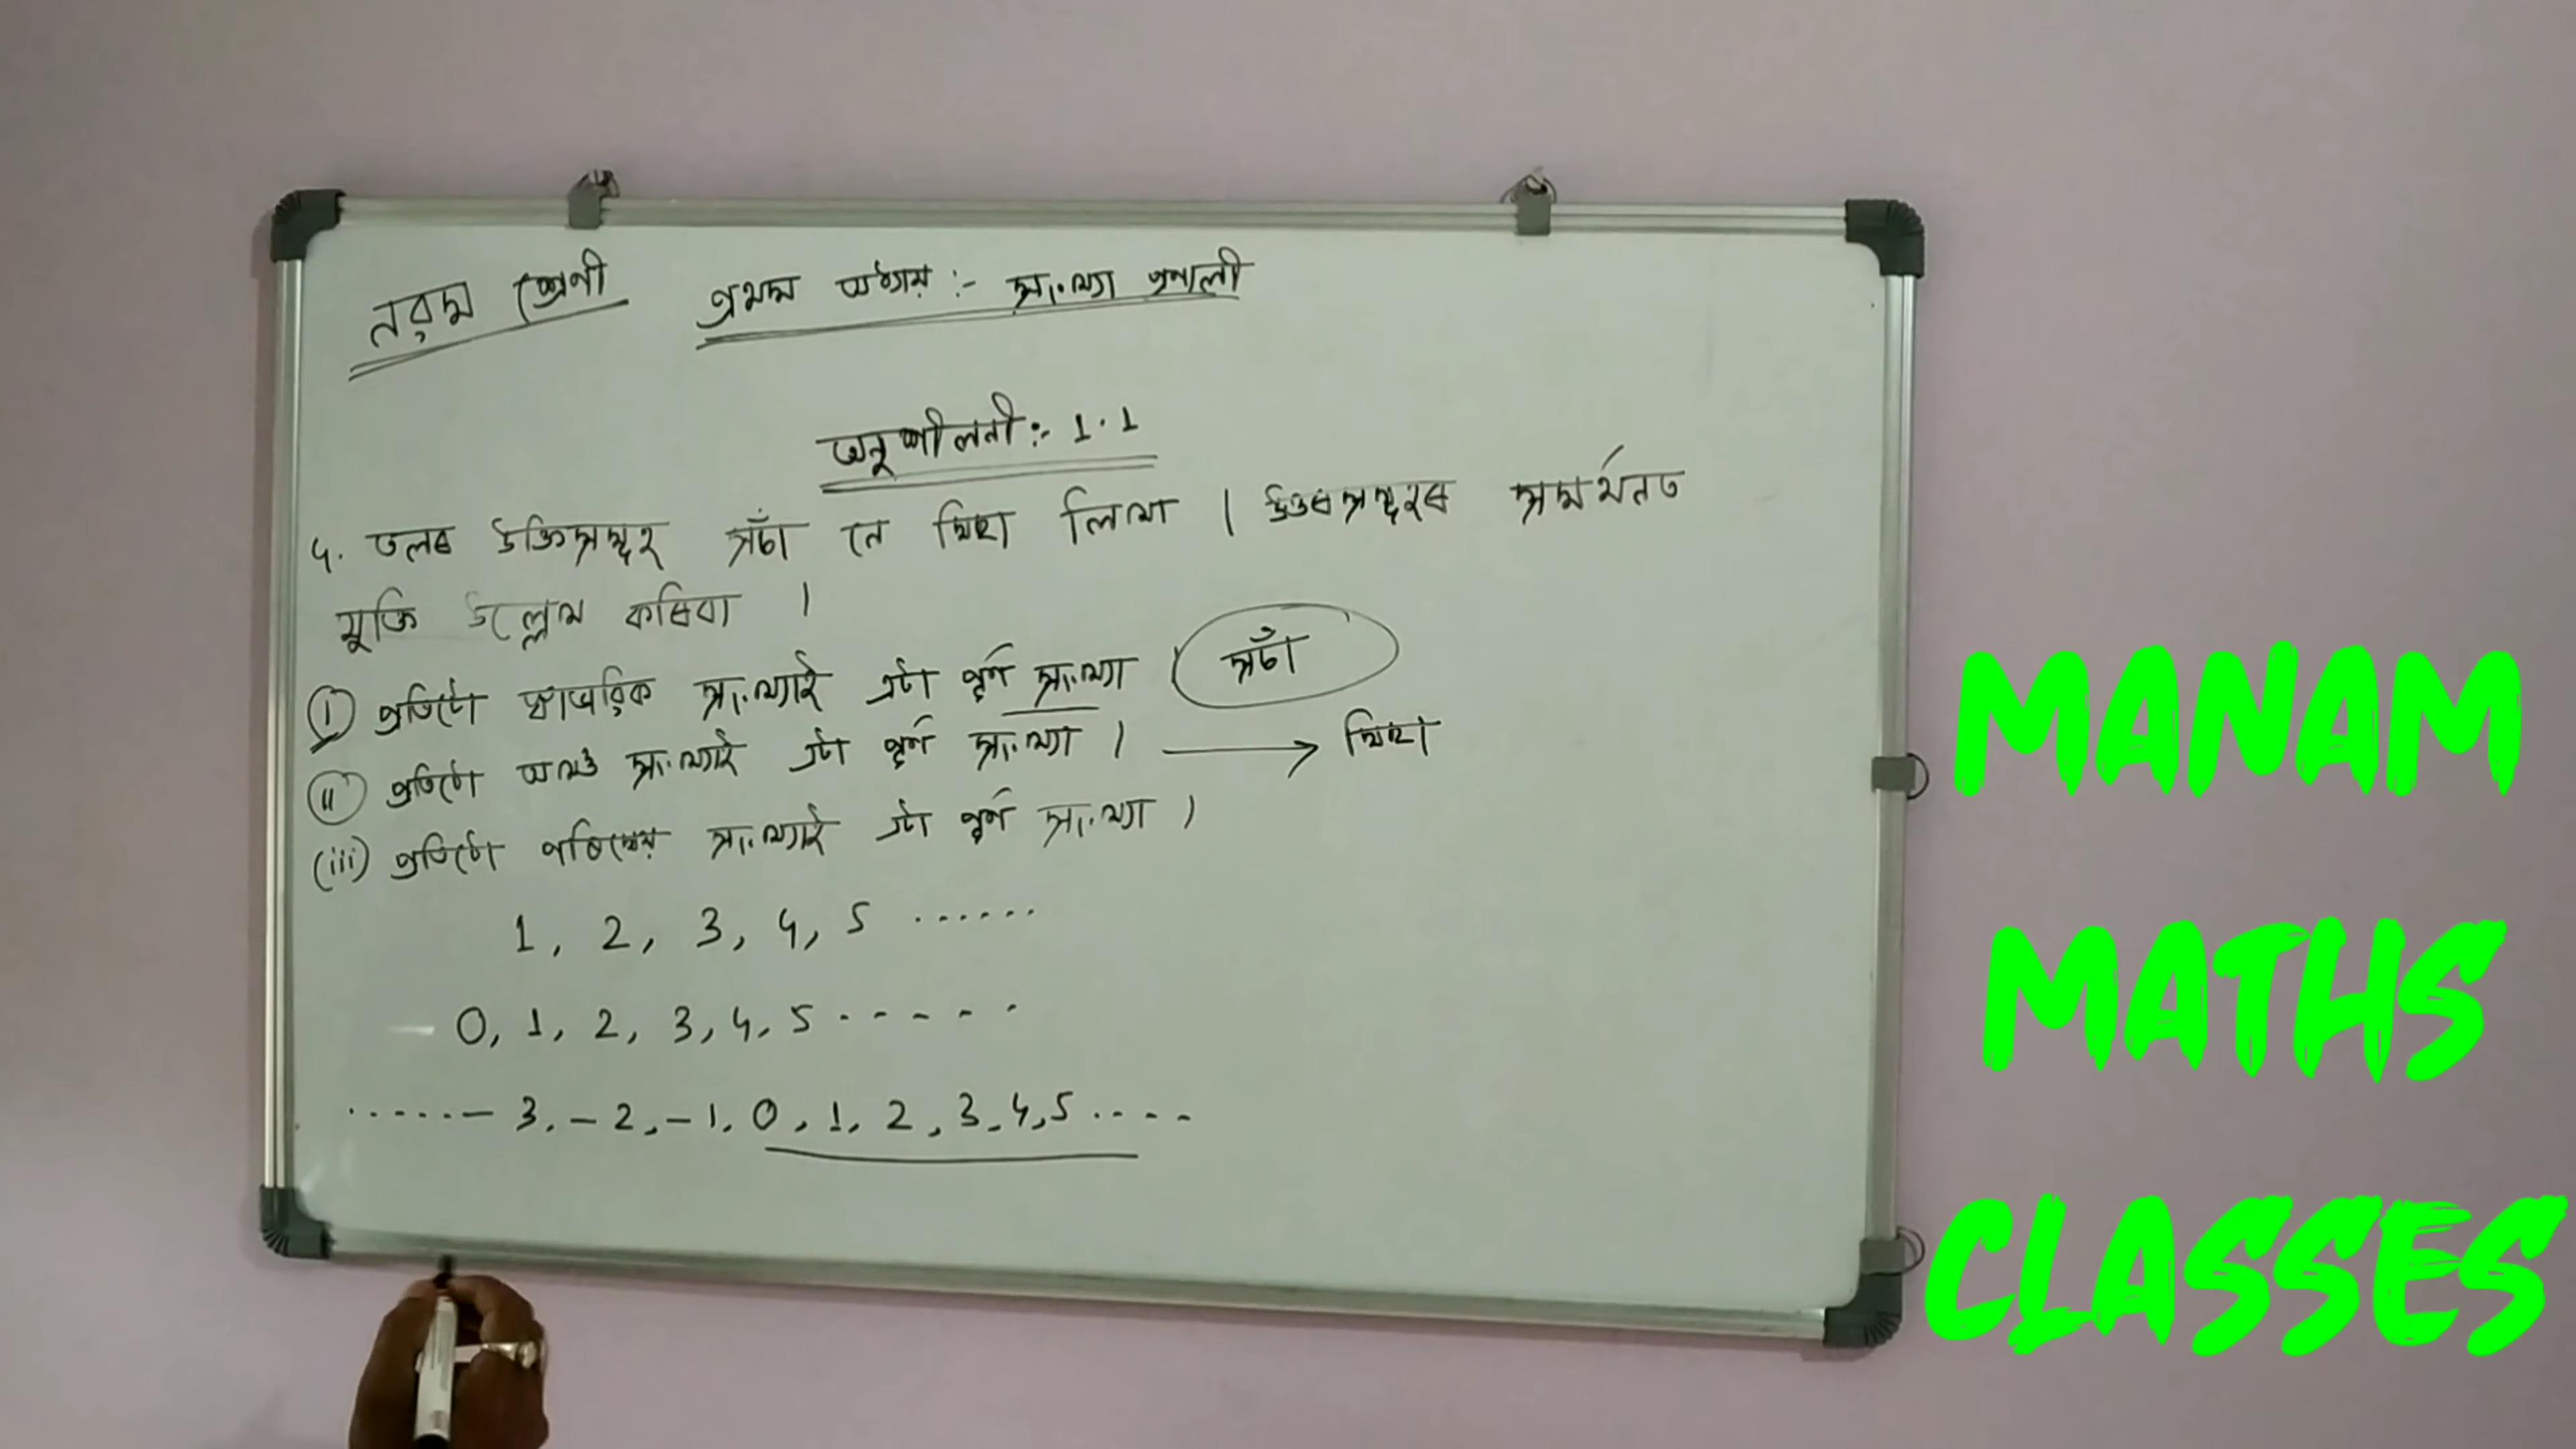 নৱম শ্ৰেণী প্ৰথম অধ্যায় :- সাংখ্যা প্ৰণালী
অনুশীলনী :- 1.1
4. তলৰ উক্তিসমূহ সঁচা নে মিছা লিখা । উত্তৰসমূহৰ সমৰ্থনত
যুক্তি উল্লেখ কৰিবা ।
(i) প্ৰতিটো স্বাভাৱিক সাংখ্যাই এটা পূৰ্ণ সাংখ্যা । সঁচা
(ii) প্ৰতিটো অখণ্ড সাংখ্যাই এটা পূৰ্ণ সাংখ্যা । ⟶ মিছা
(iii) প্ৰতিটো পৰিমেয় সাংখ্যাই এটা পূৰ্ণ সাংখ্যা ।
1, 2, 3, 4, 5 ......
0, 1, 2, 3, 4, 5 .....
.....-3, -2, -1, 0, 1, 2, 3, 4, 5 ....
MANAM
MATHS
CLASSES